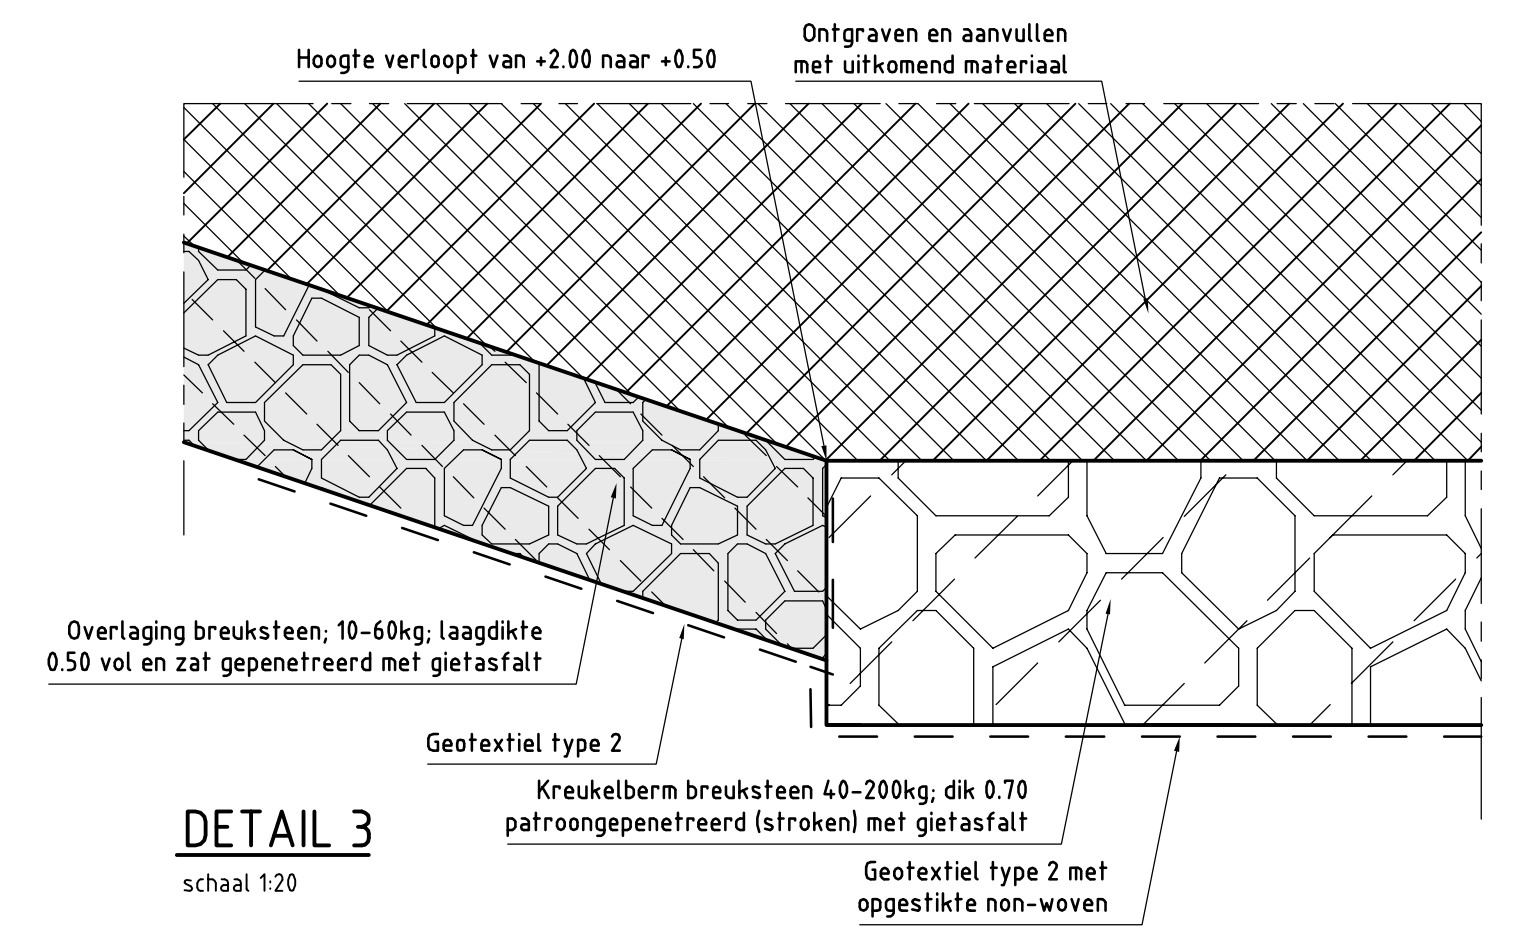 Hoogte verloopt van +2.00 naar +0.50
Ontgraven en aanvullen
met uitkomend materiaal
Overlaging breuksteen; 10-60kg; laagdikte
0.50 vol en zat gepenetreerd met gietasfalt
Geotextiel type 2
Kreukelberm breuksteen 40-200kg; dik 0.70
patroongepenetreerd (stroken) met gietasfalt
Geotextiel type 2 met
opgestikte non-woven
DETAIL 3
schaal 1:20